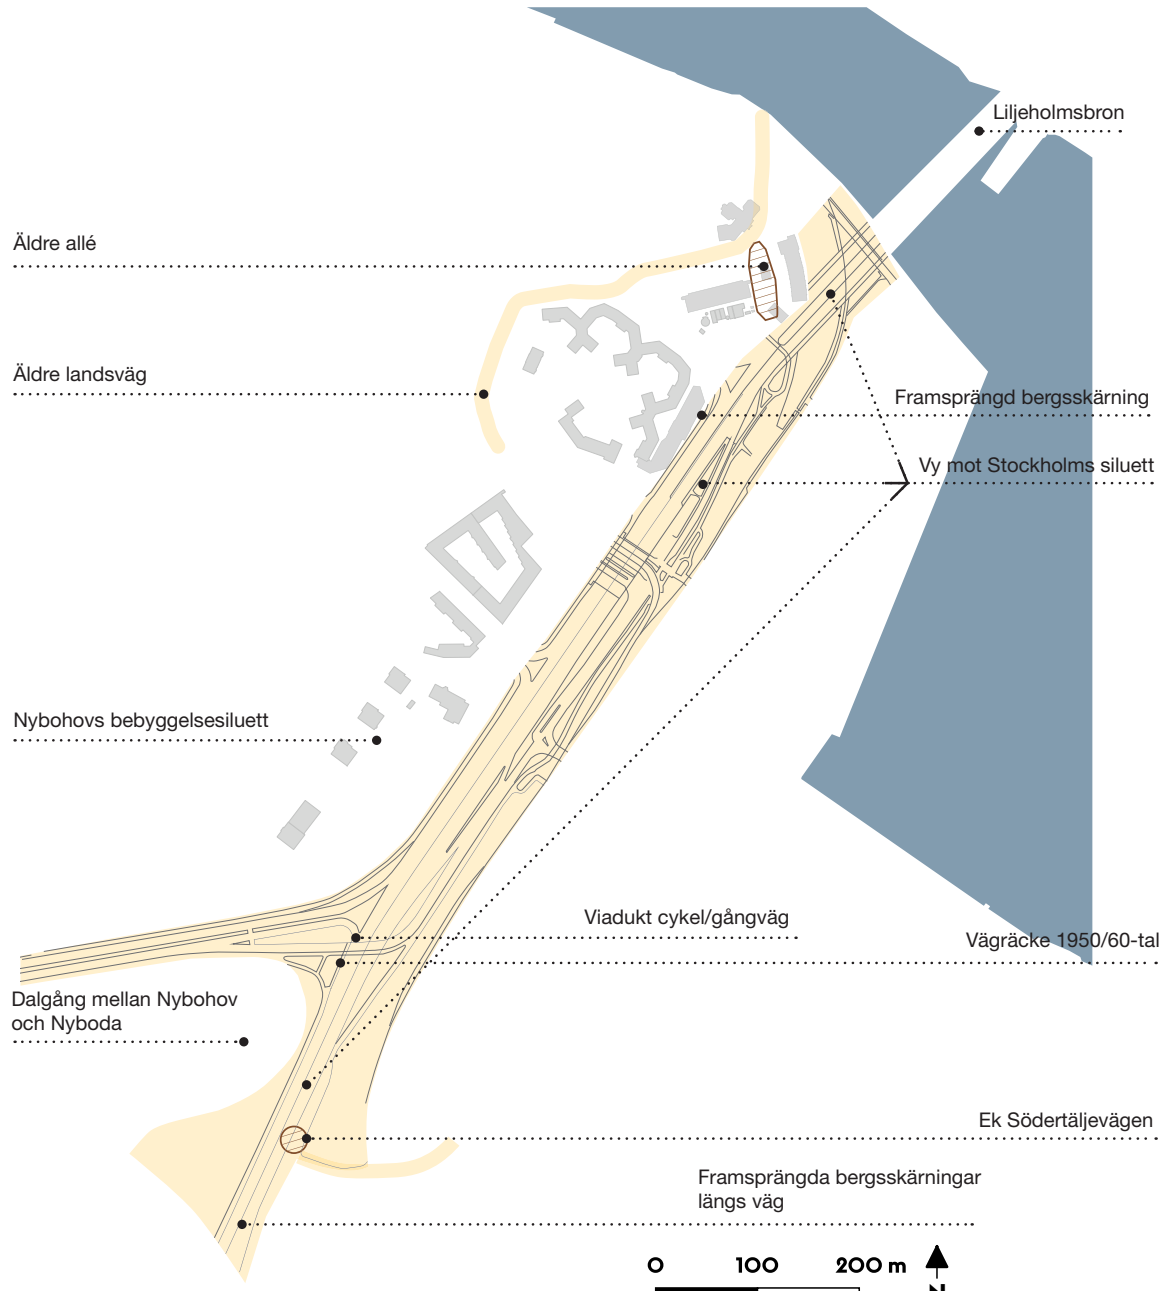 Liljeholmsbron
Äldre allé
Äldre landsväg
Framsprängd bergsskärning
Vy mot Stockholms siluett
Nybohovs bebyggelsesiluett
Viadukt cykel/gångväg
Vägräcke 1950/60-tal
Dalgång mellan Nybohov
och Nyboda
Ek Södertäljevägen
Framsprängda bergsskärningar
längs väg
0 100 200 m
N